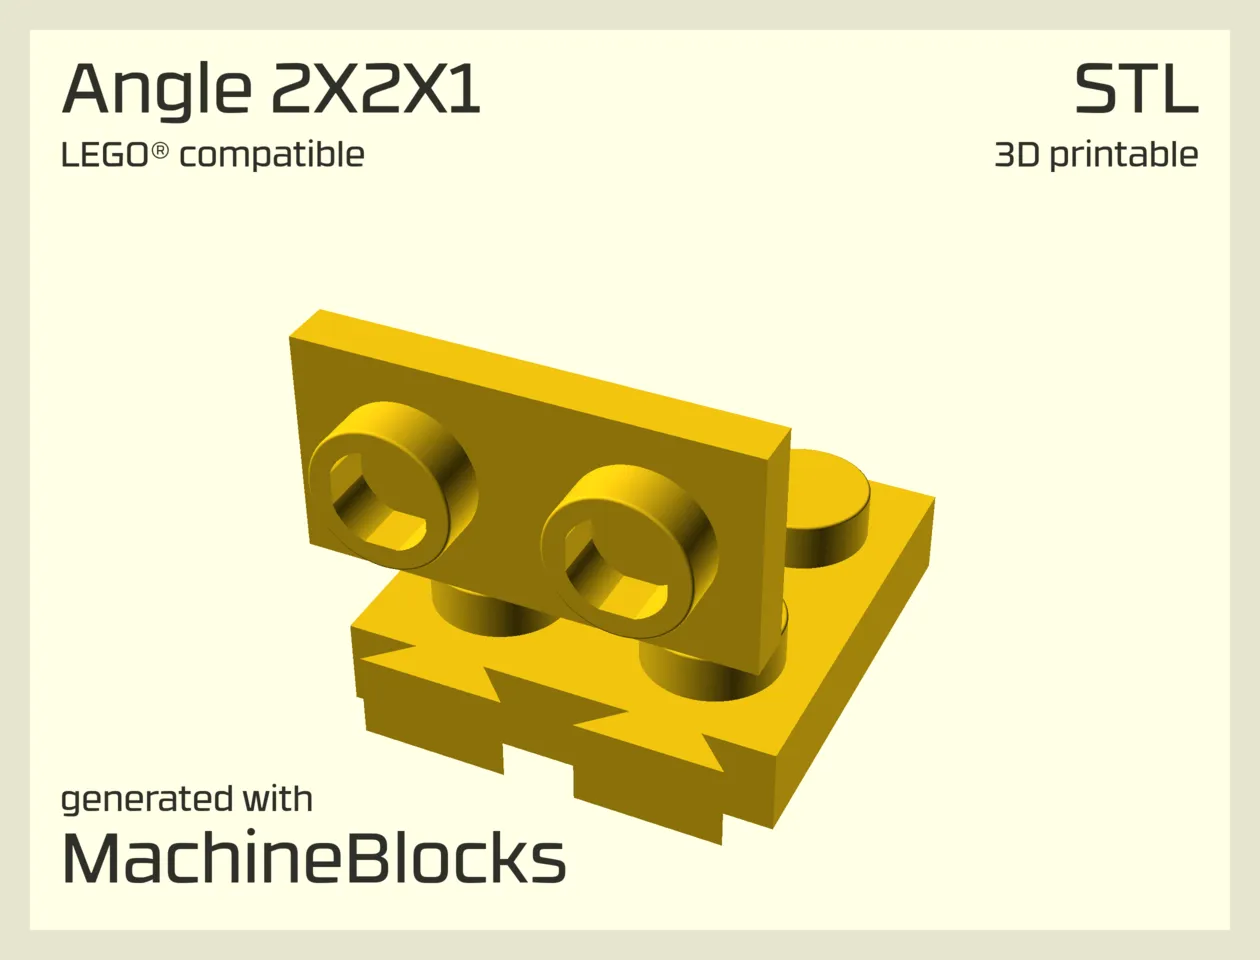 Angle 2X2X1
LEGO® compatible
STL
3D printable
generated with
MachineBlocks